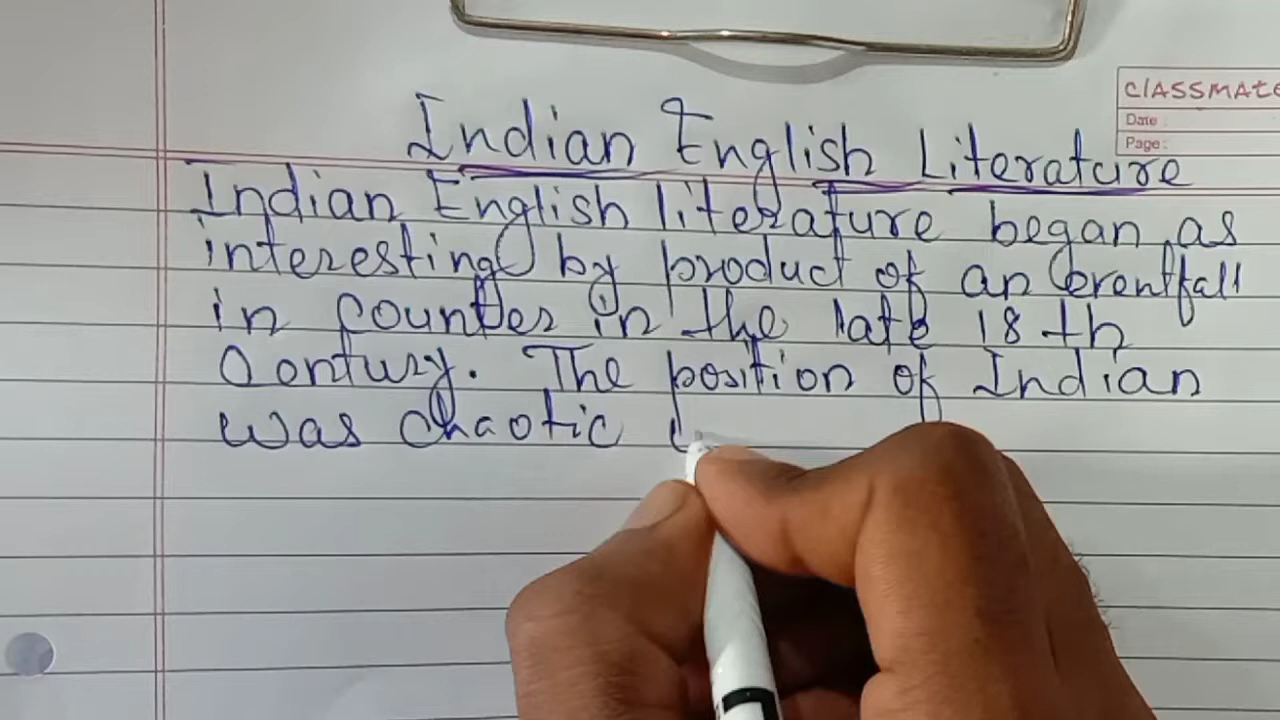 Indian English Literature
CLASSMATE
Date :
Page :
Indian English literature began as
interesting by product of an erentfall
in counter in the late 18 th
Century. The position of Indian
was chaotic